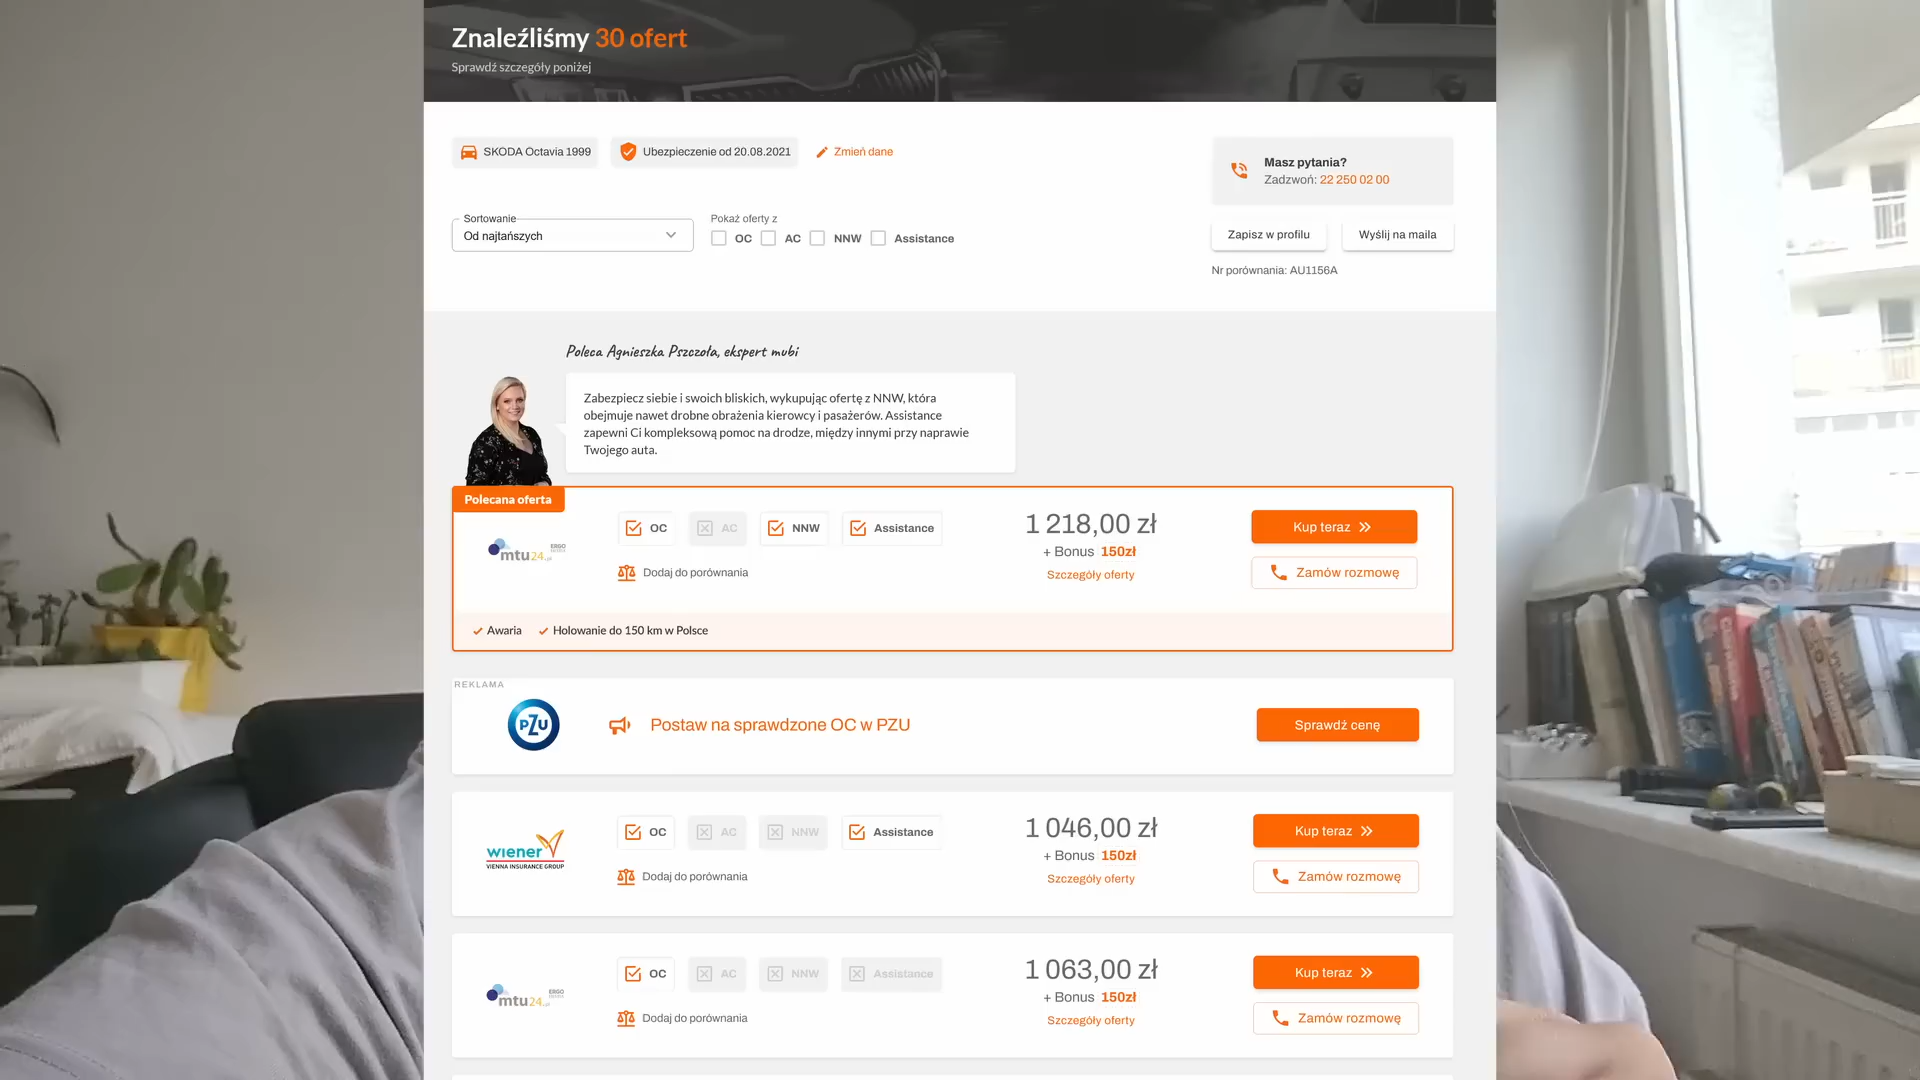 Znaleźliśmy 30 ofert
Sprawdź szczegóły poniżej
SKODA Octavia 1999
Ubezpieczenie od 20.08.2021
Zmień dane
Masz pytania?
Zadzwoń: 22 250 02 00
Sortowanie
Od najtańszych
Pokaż oferty z
OC
AC
NNW
Assistance
Zapisz w profilu
Wyślij na maila
Nr porównania: AU1156A
Poleca Agnieszka Pszczoła, ekspert mubi
Zabezpiecz siebie i swoich bliskich, wykupując ofertę z NNW, która
obejmuje nawet drobne obrażenia kierowcy i pasażerów. Assistance
zapewni Ci kompleksową pomoc na drodze, między innymi przy naprawie
Twojego auta.
Polecana oferta
mtu24.pl
ERGO
OC
AC
NNW
Assistance
Dodaj do porównania
1 218,00 zł
+ Bonus 150zł
Szczegóły oferty
Kup teraz
Zamów rozmowę
Awaria
Holowanie do 150 km w Polsce
REKLAMA
PZU
Postaw na sprawdzone OC w PZU
Sprawdź cenę
wiener
VIENNA INSURANCE GROUP
OC
AC
NNW
Assistance
Dodaj do porównania
1 046,00 zł
+ Bonus 150zł
Szczegóły oferty
Kup teraz
Zamów rozmowę
mtu24.pl
ERGO
OC
AC
NNW
Assistance
Dodaj do porównania
1 063,00 zł
+ Bonus 150zł
Szczegóły oferty
Kup teraz
Zamów rozmowę